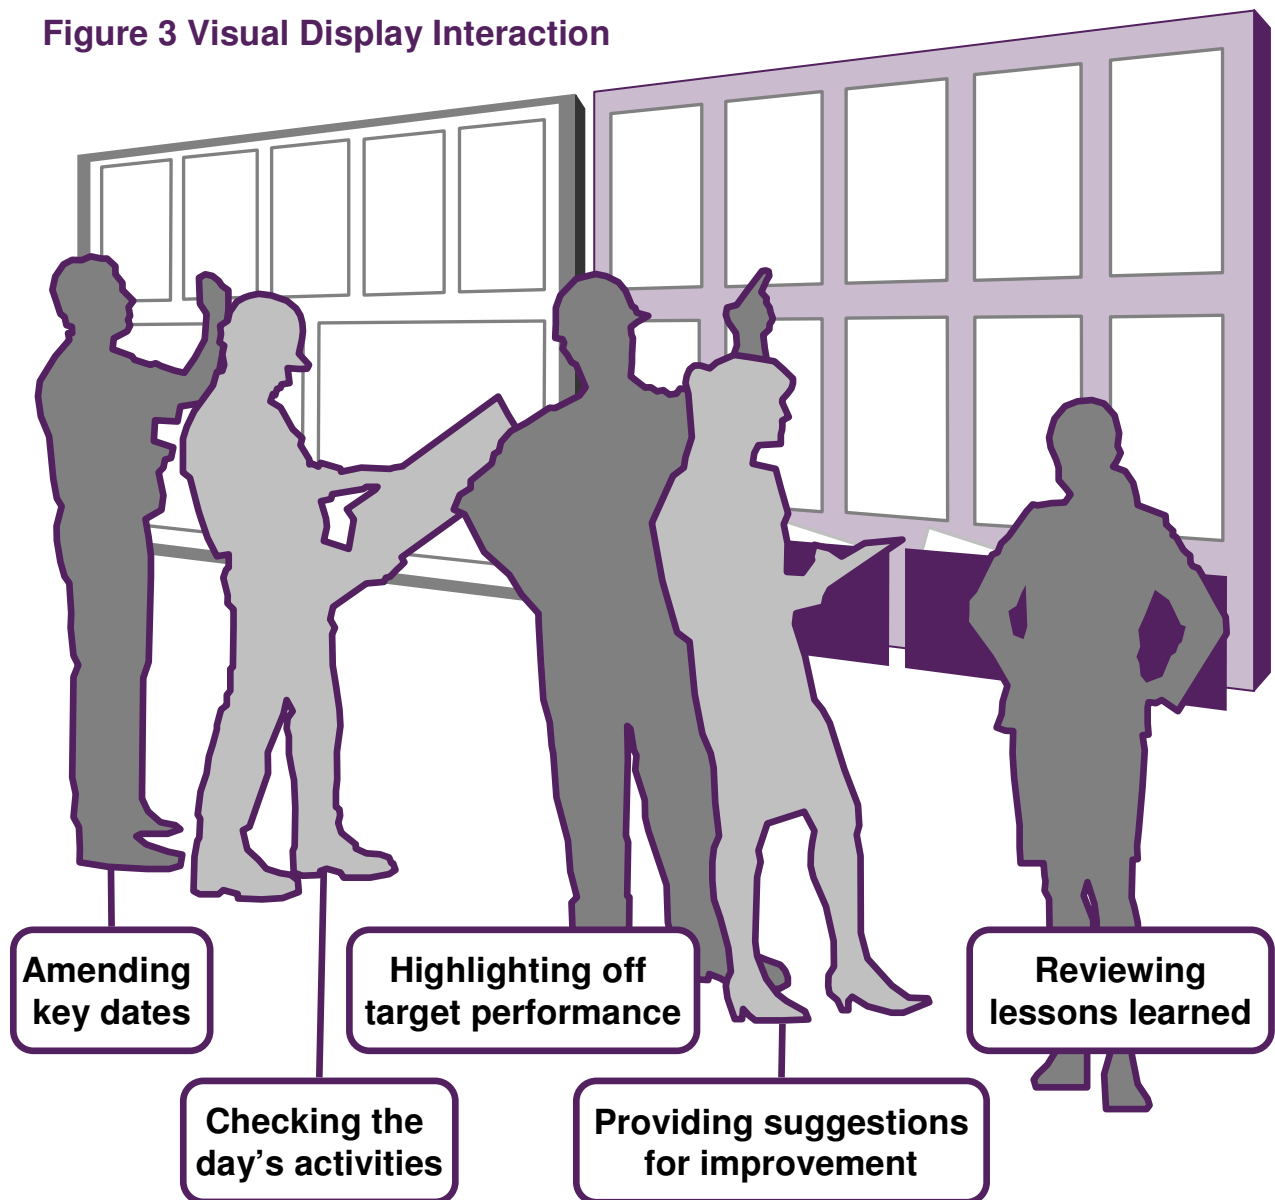 Figure 3 Visual Display Interaction
Amending
key dates
Highlighting off
target performance
Reviewing
lessons learned
Checking the
day’s activities
Providing suggestions
for improvement